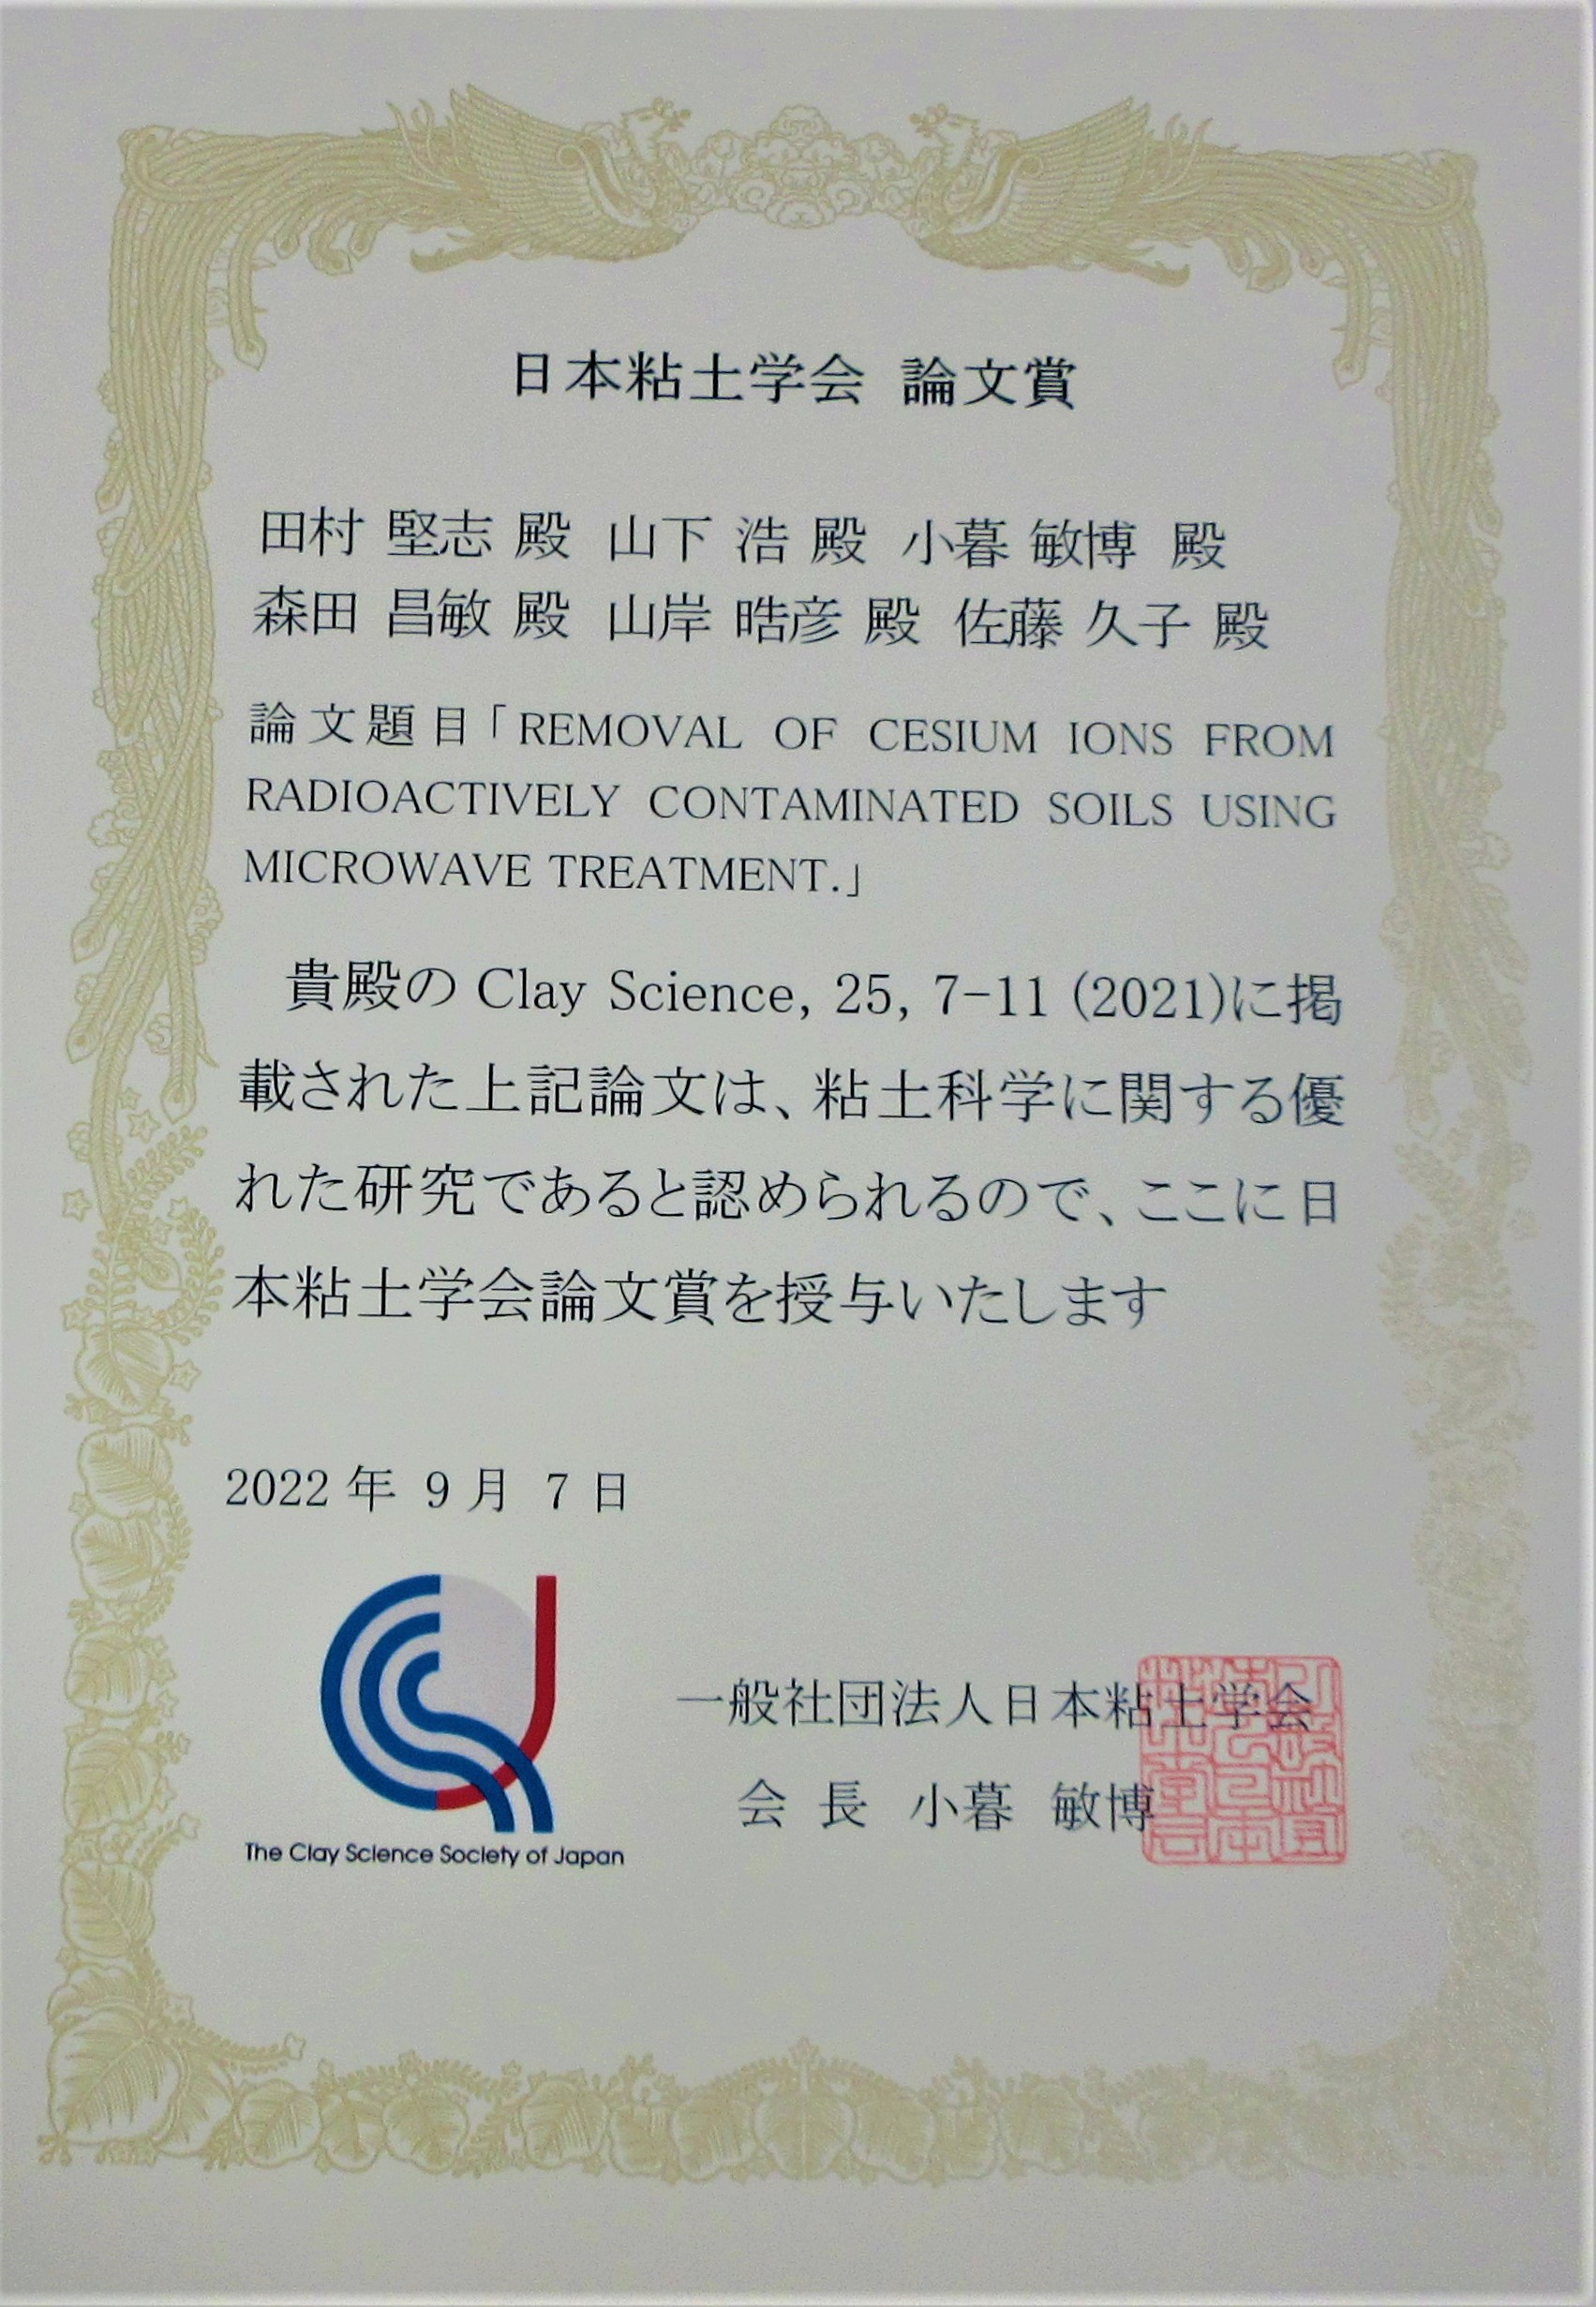 日本粘土学会 論文賞
田村 堅志 殿 山下 浩 殿 小暮 敏博 殿
森田 昌敏 殿 山岸 晧彦 殿 佐藤 久子 殿
論文題目「REMOVAL OF CESIUM IONS FROM
RADIOACTIVELY CONTAMINATED SOILS USING
MICROWAVE TREATMENT.」
貴殿の Clay Science, 25, 7-11 (2021)に掲
載された上記論文は、粘土科学に関する優
れた研究であると認められるので、ここに日
本粘土学会論文賞を授与いたします
2022 年 9 月 7 日
The Clay Science Society of Japan
一般社団法人日本粘土学会
会 長 小暮 敏博